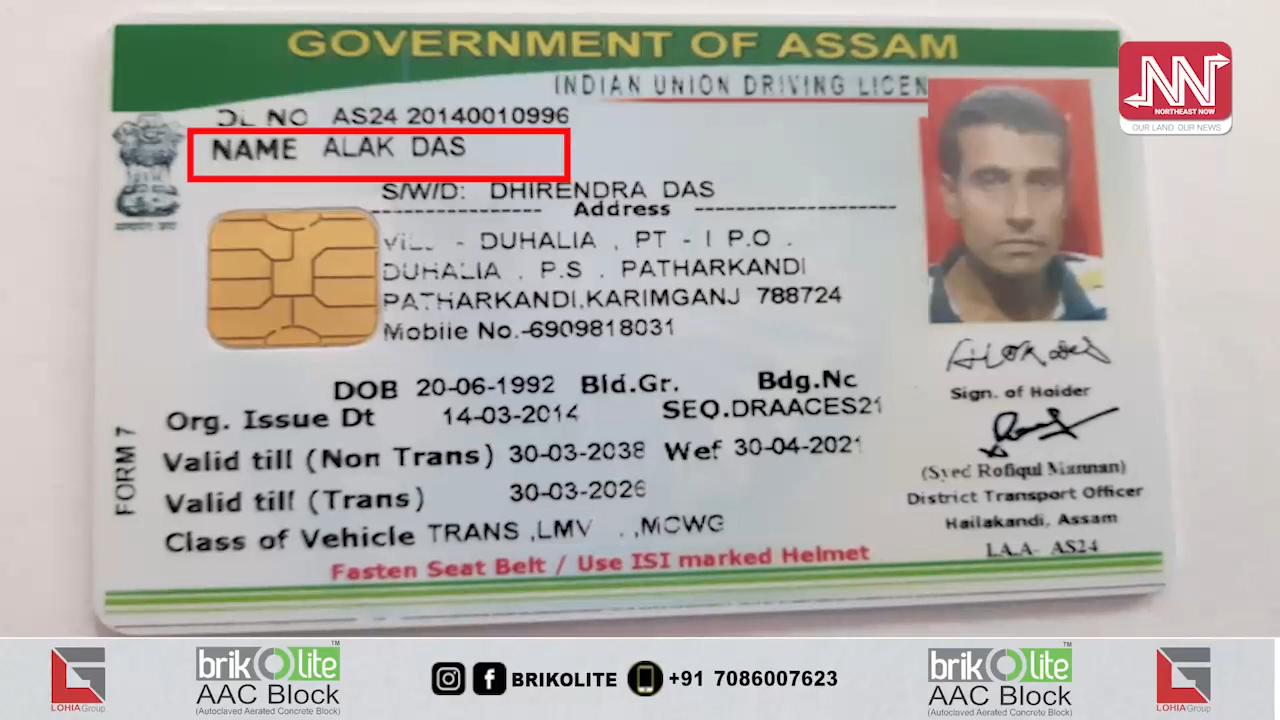 GOVERNMENT OF ASSAM
INDIAN UNION DRIVING LICEN
NORTHEAST NOW
OUR LAND OUR NEWS
DL NO AS24 20140010996
NAME ALAK DAS
S/W/D: DHIRENDRA DAS
Address
VILL - DUHALIA , PT - I P.O .
DUHALIA , P.S . PATHARKANDI
PATHARKANDI,KARIMGANJ 788724
Mobile No.-6909818031
DOB 20-06-1992 Bld.Gr. Bdg.No
Org. Issue Dt 14-03-2014 SEQ.DRAACES21
Valid till (Non Trans) 30-03-2038 Wef 30-04-2021
Valid till (Trans) 30-03-2026
Class of Vehicle TRANS ,LMV . ,MCWG
Fasten Seat Belt / Use ISI marked Helmet
FORM 7
Sign. of Holder
(Syed Rofiqul Mannan)
District Transport Officer
Hailakandi, Assam
L.A.A- AS24
LOHIA Group
brikolite TM
AAC Block
(Autoclaved Aerated Concrete Block)
BRIKOLITE +91 7086007623
brikolite TM
AAC Block
(Autoclaved Aerated Concrete Block)
LOHIA Group